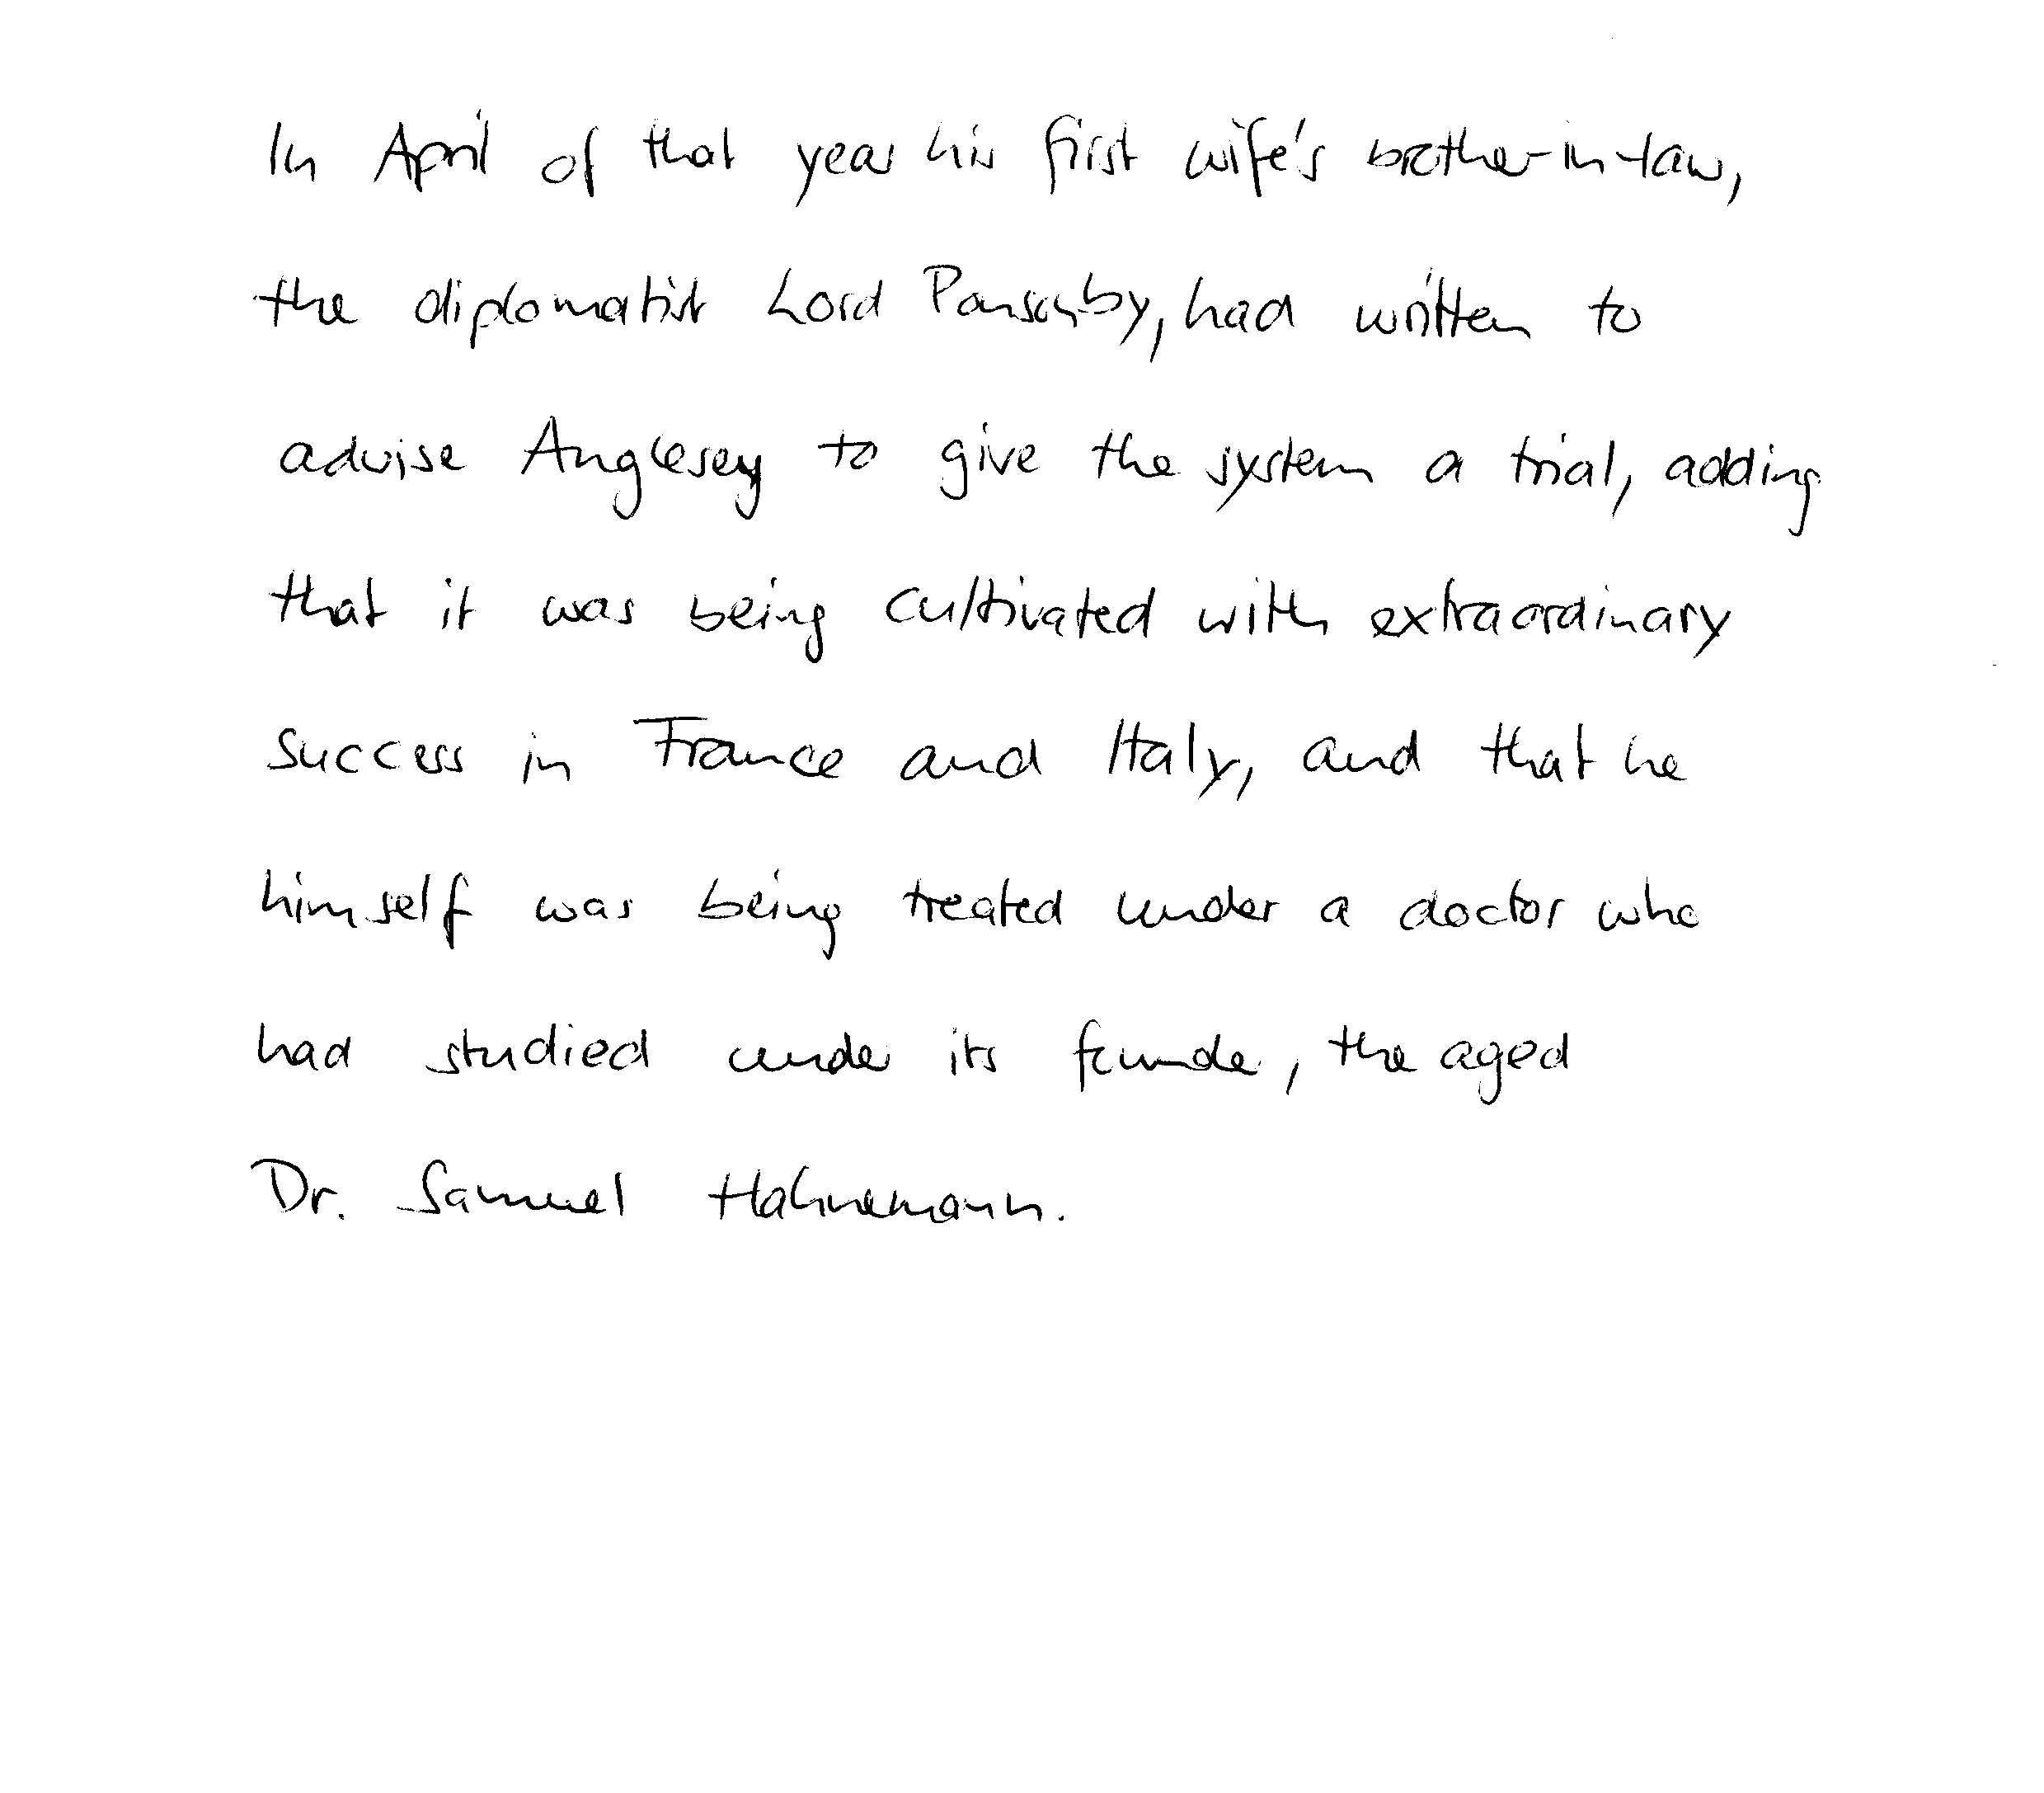 In April of that year his first wife's brother-in-law,
the diplomatist Lord Ponsonby, had written to
advise Anglesey to give the system a trial, adding
that it was being cultivated with extraordinary
success in France and Italy, and that he
himself was being treated under a doctor who
had studied under its founder, the aged
Dr. Samuel Hahnemann.